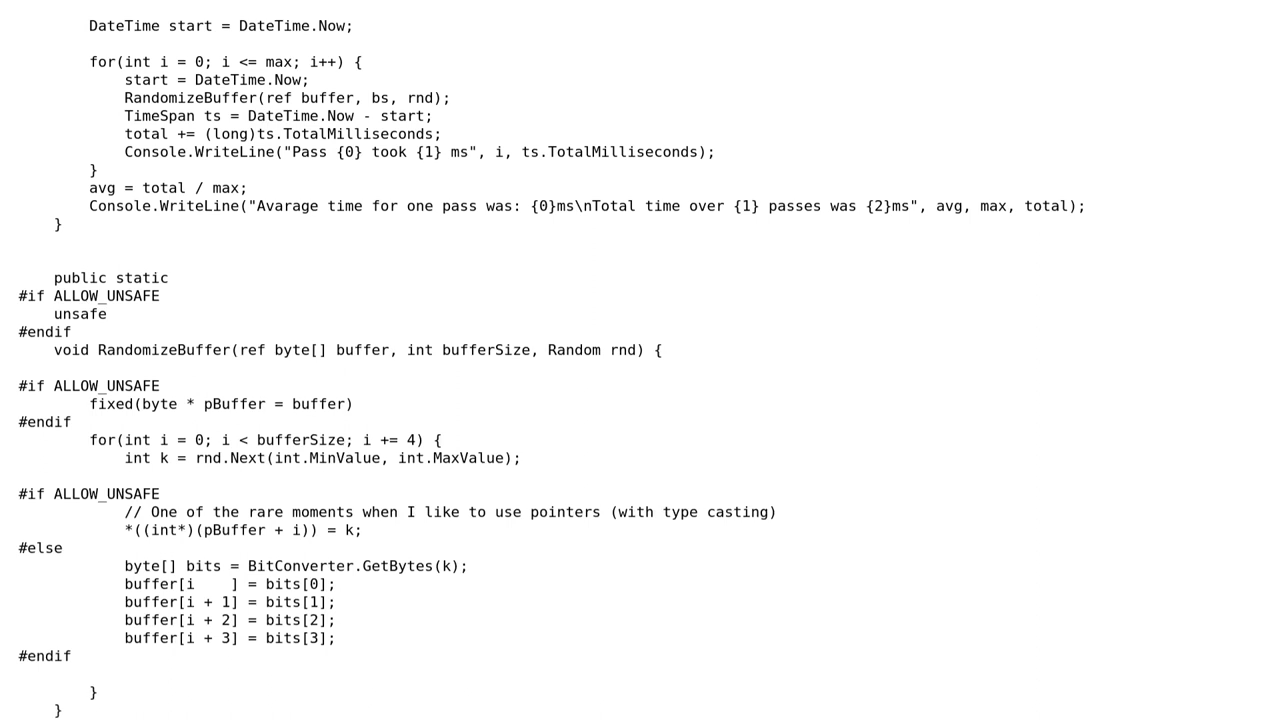 DateTime start = DateTime.Now;

        for(int i = 0; i <= max; i++) {
            start = DateTime.Now;
            RandomizeBuffer(ref buffer, bs, rnd);
            TimeSpan ts = DateTime.Now - start;
            total += (long)ts.TotalMilliseconds;
            Console.WriteLine("Pass {0} took {1} ms", i, ts.TotalMilliseconds);
        }
        avg = total / max;
        Console.WriteLine("Avarage time for one pass was: {0}ms\nTotal time over {1} passes was {2}ms", avg, max, total);
    }


    public static
#if ALLOW_UNSAFE
    unsafe
#endif
    void RandomizeBuffer(ref byte[] buffer, int bufferSize, Random rnd) {

#if ALLOW_UNSAFE
        fixed(byte * pBuffer = buffer)
#endif
        for(int i = 0; i < bufferSize; i += 4) {
            int k = rnd.Next(int.MinValue, int.MaxValue);

#if ALLOW_UNSAFE
            // One of the rare moments when I like to use pointers (with type casting)
            *((int*)(pBuffer + i)) = k;
#else
            byte[] bits = BitConverter.GetBytes(k);
            buffer[i    ] = bits[0];
            buffer[i + 1] = bits[1];
            buffer[i + 2] = bits[2];
            buffer[i + 3] = bits[3];
#endif

        }
    }